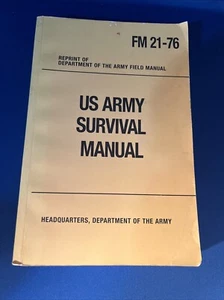 FM 21-76
REPRINT OF
DEPARTMENT OF THE ARMY FIELD MANUAL
US ARMY
SURVIVAL
MANUAL
HEADQUARTERS, DEPARTMENT OF THE ARMY